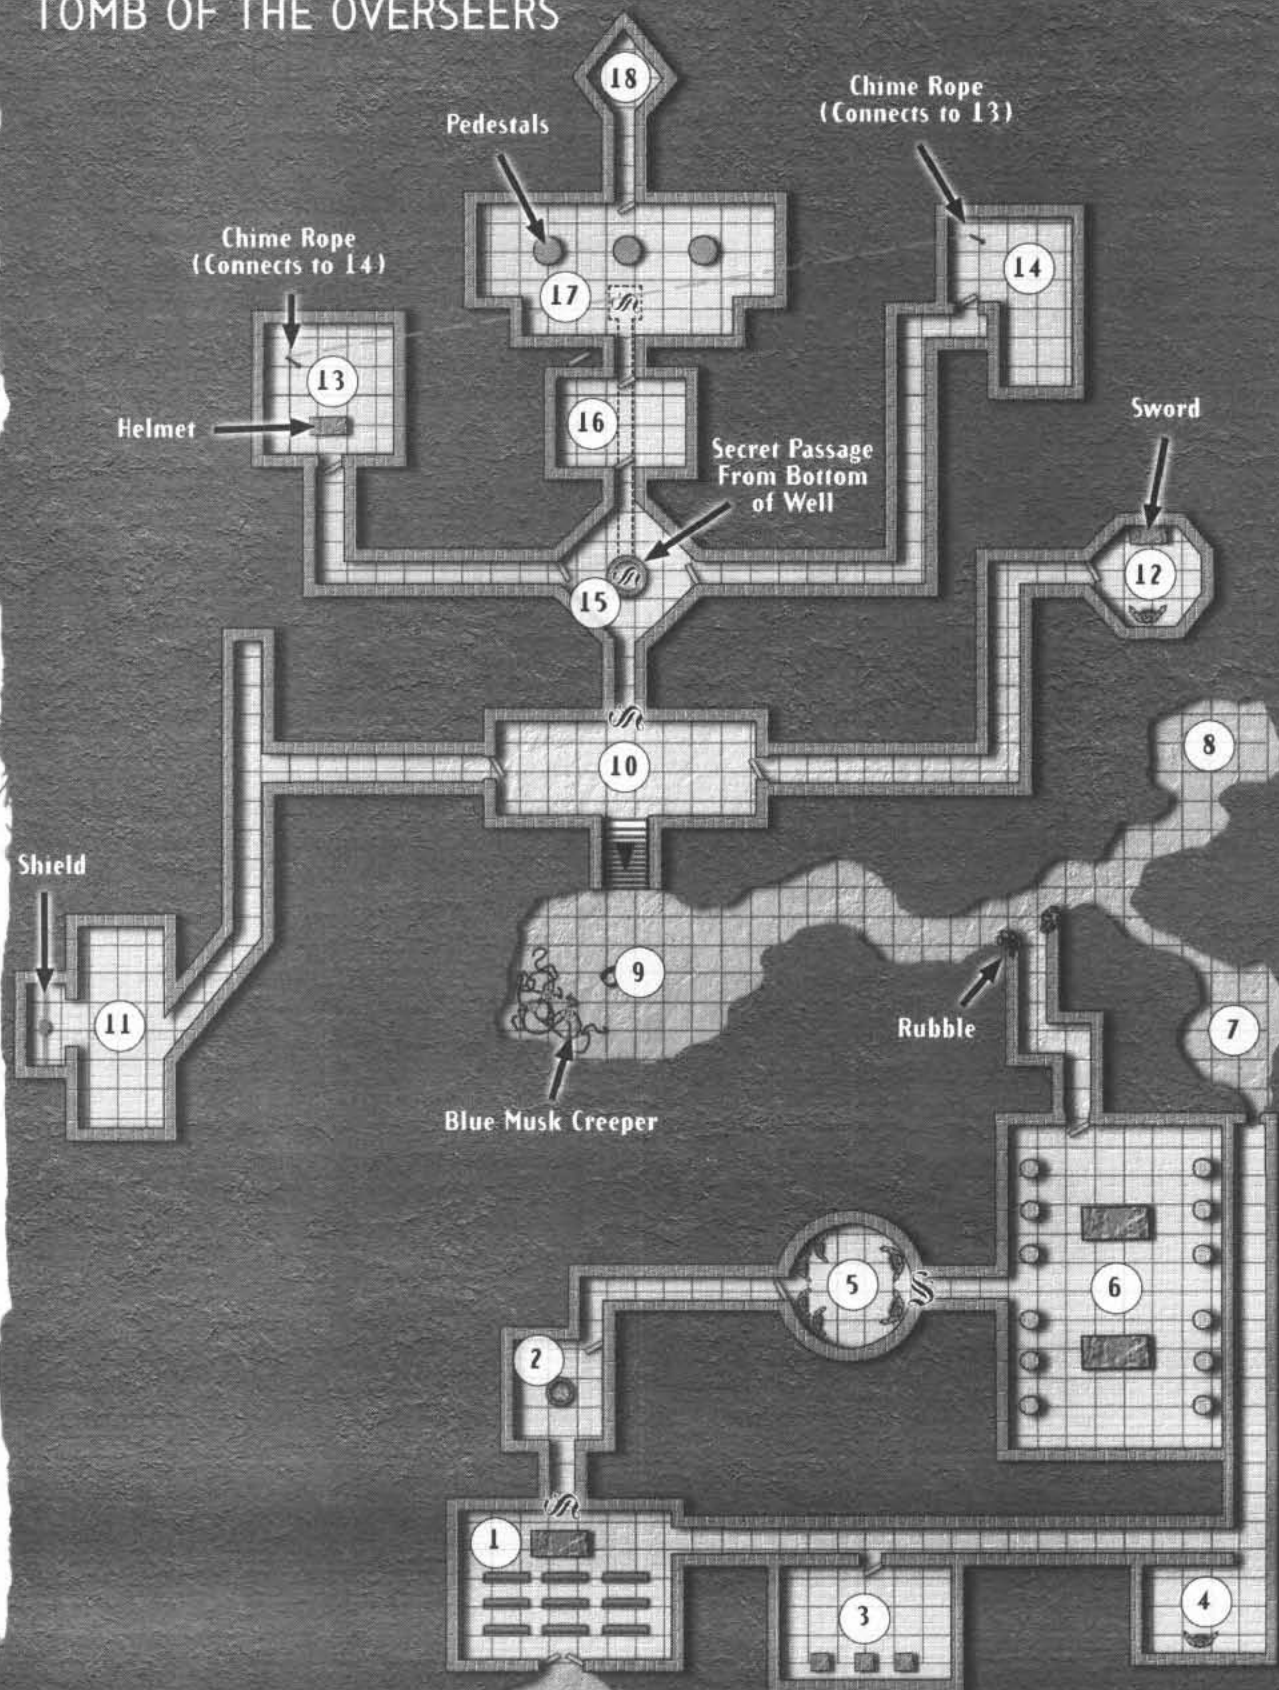 TOMB OF THE OVERSEERS
18
Chime Rope
(Connects to 13)
Pedestals
Chime Rope
(Connects to 14)
14
17
13
Helmet
16
Sword
Secret Passage
From Bottom
of Well
12
15
S
S
S
10
8
Shield
9
11
Rubble
7
Blue Musk Creeper
5
S
6
2
S
1
3
4